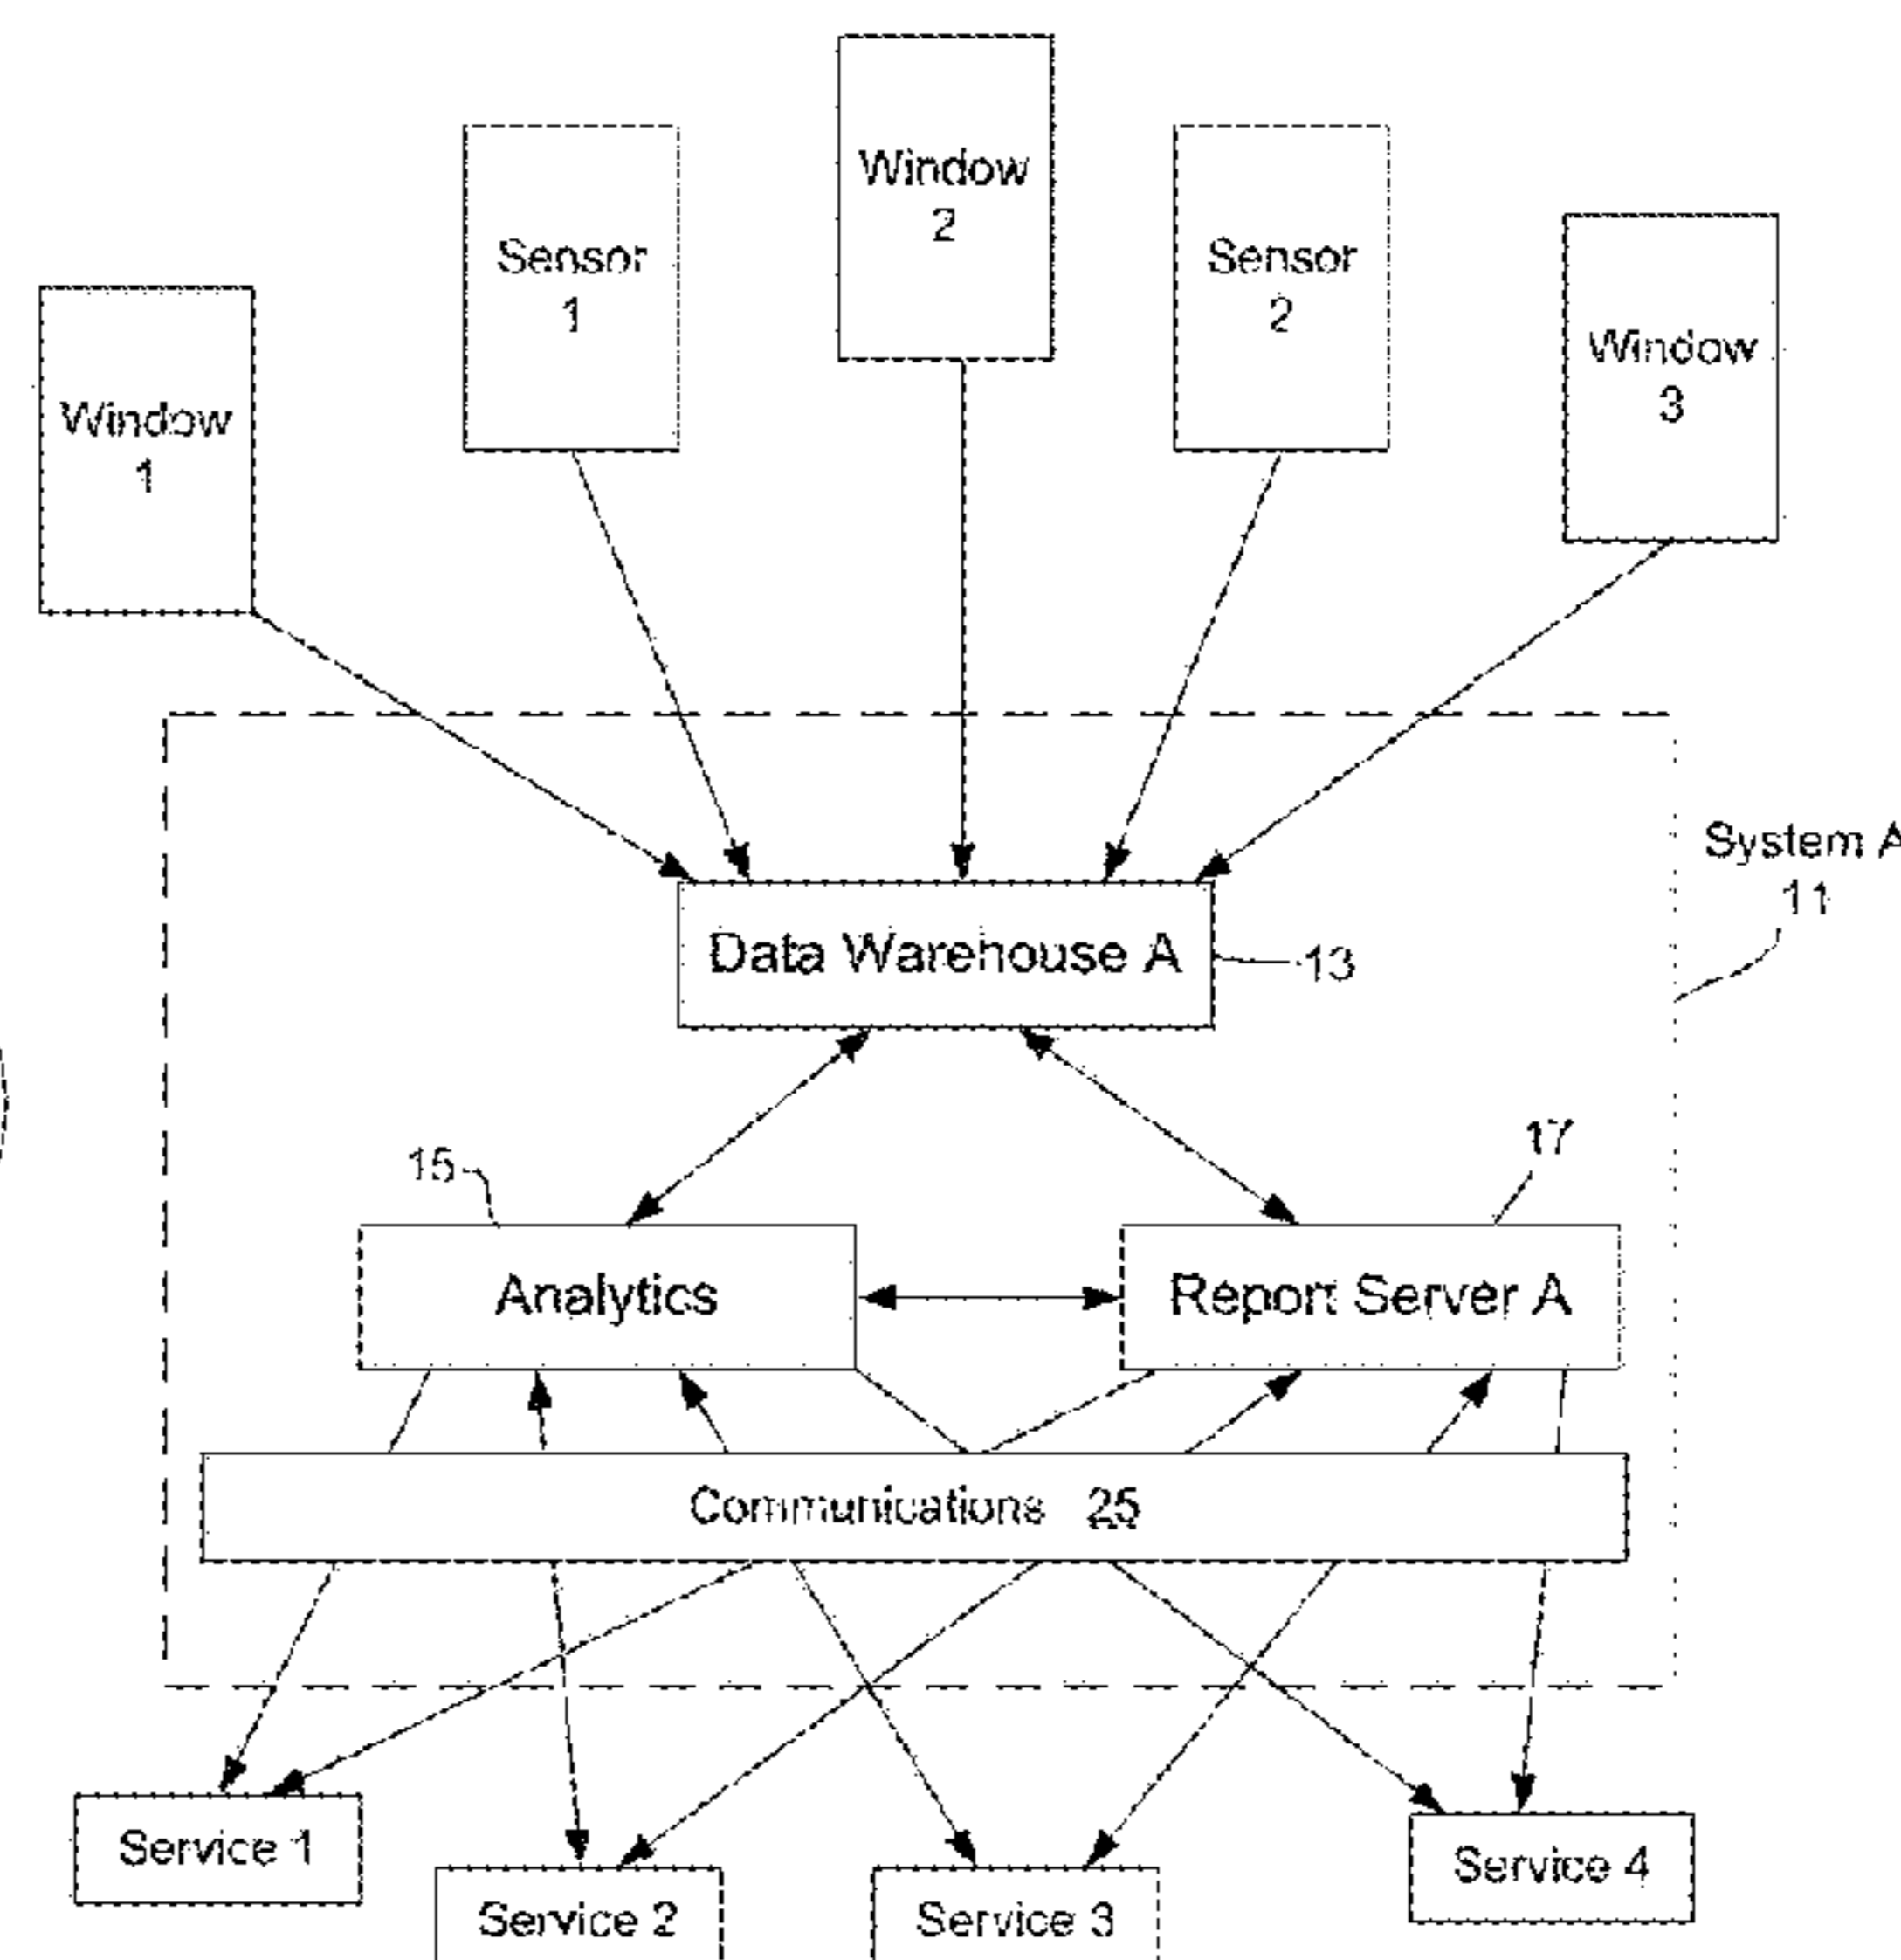 Window
2
Sensor
1
Sensor
2
Window
3
Window
1
System A
11
Data Warehouse A
13
15
17
Analytics
Report Server A
Communications 25
Service 1
Service 4
Service 2
Service 3